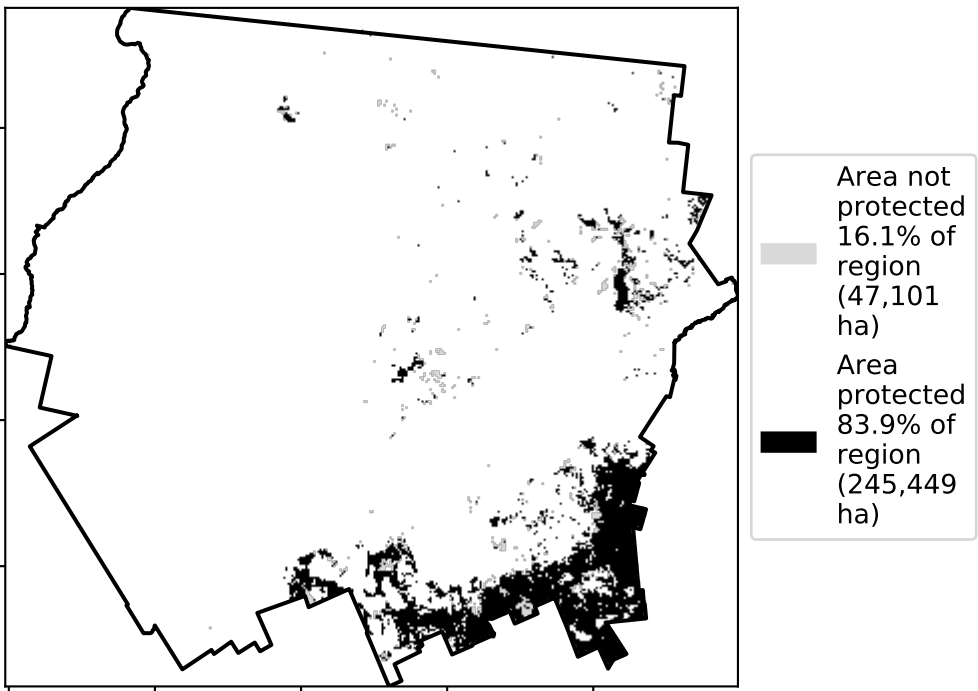 Area not
protected
16.1% of
region
(47,101
ha)
Area
protected
83.9% of
region
(245,449
ha)